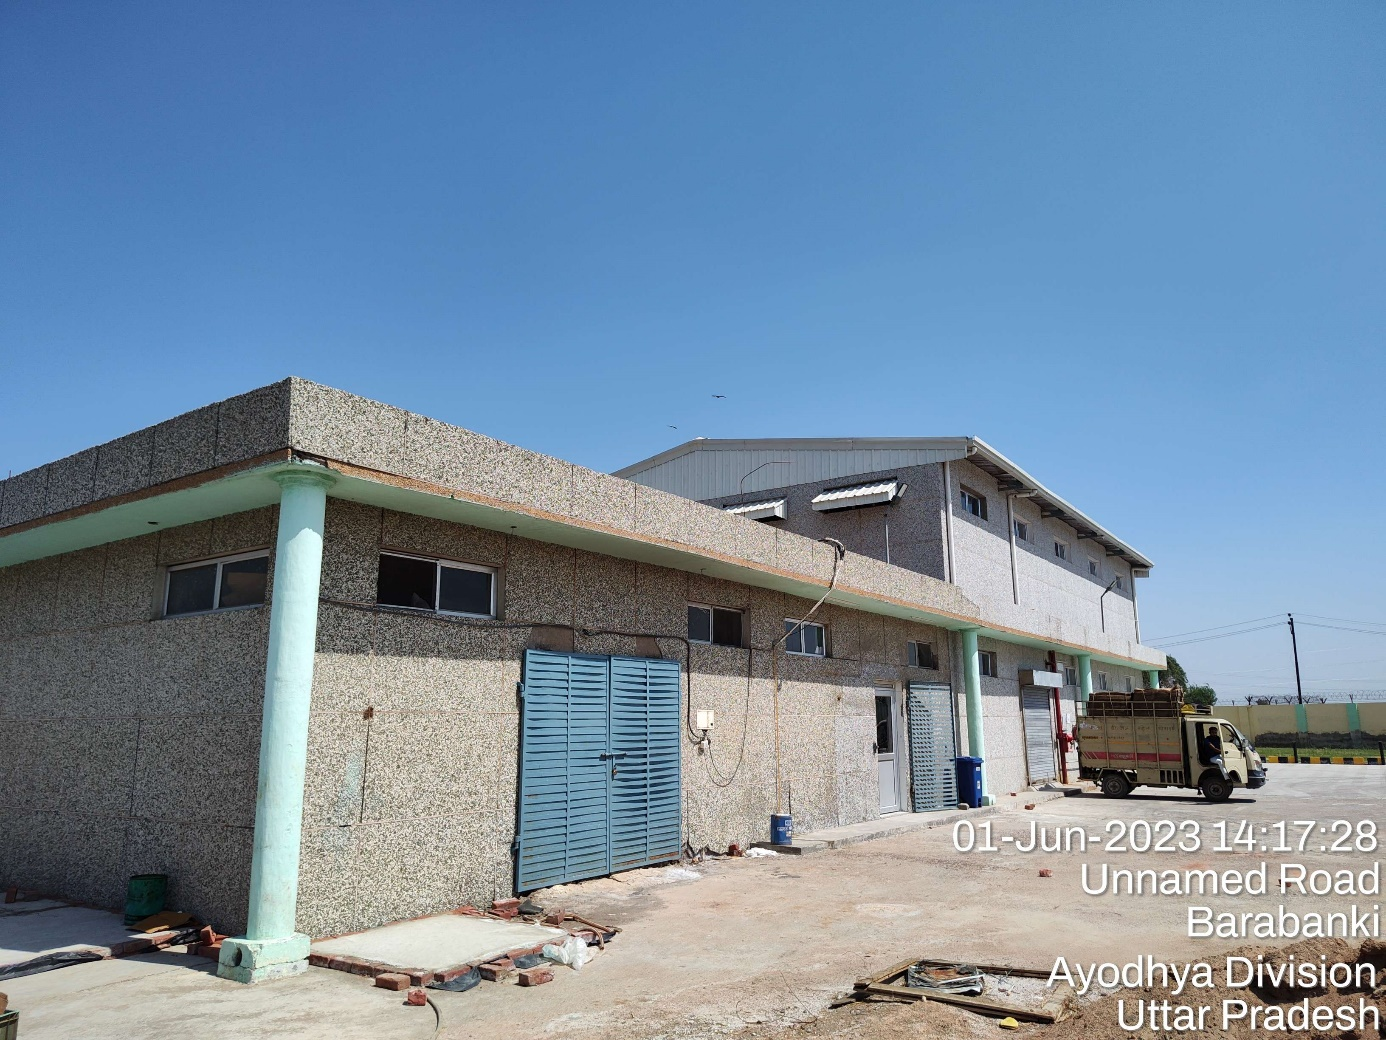 01-Jun-2023 14:17:28
Unnamed Road
Barabanki
Ayodhya Division
Uttar Pradesh